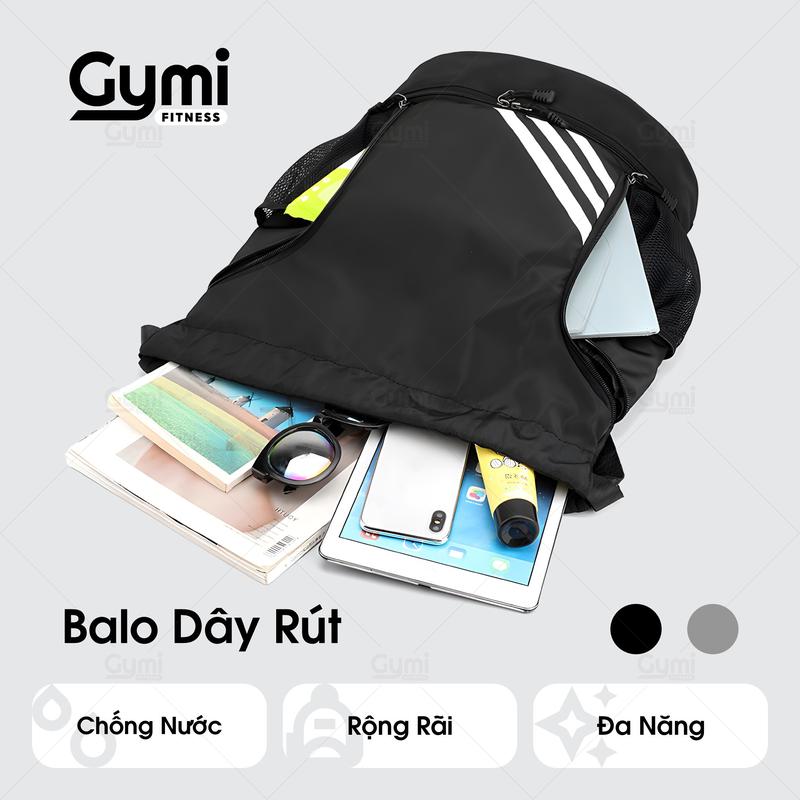 Gymi
FITNESS
Balo Dây Rút
Chống Nước
Rộng Rãi
Đa Năng